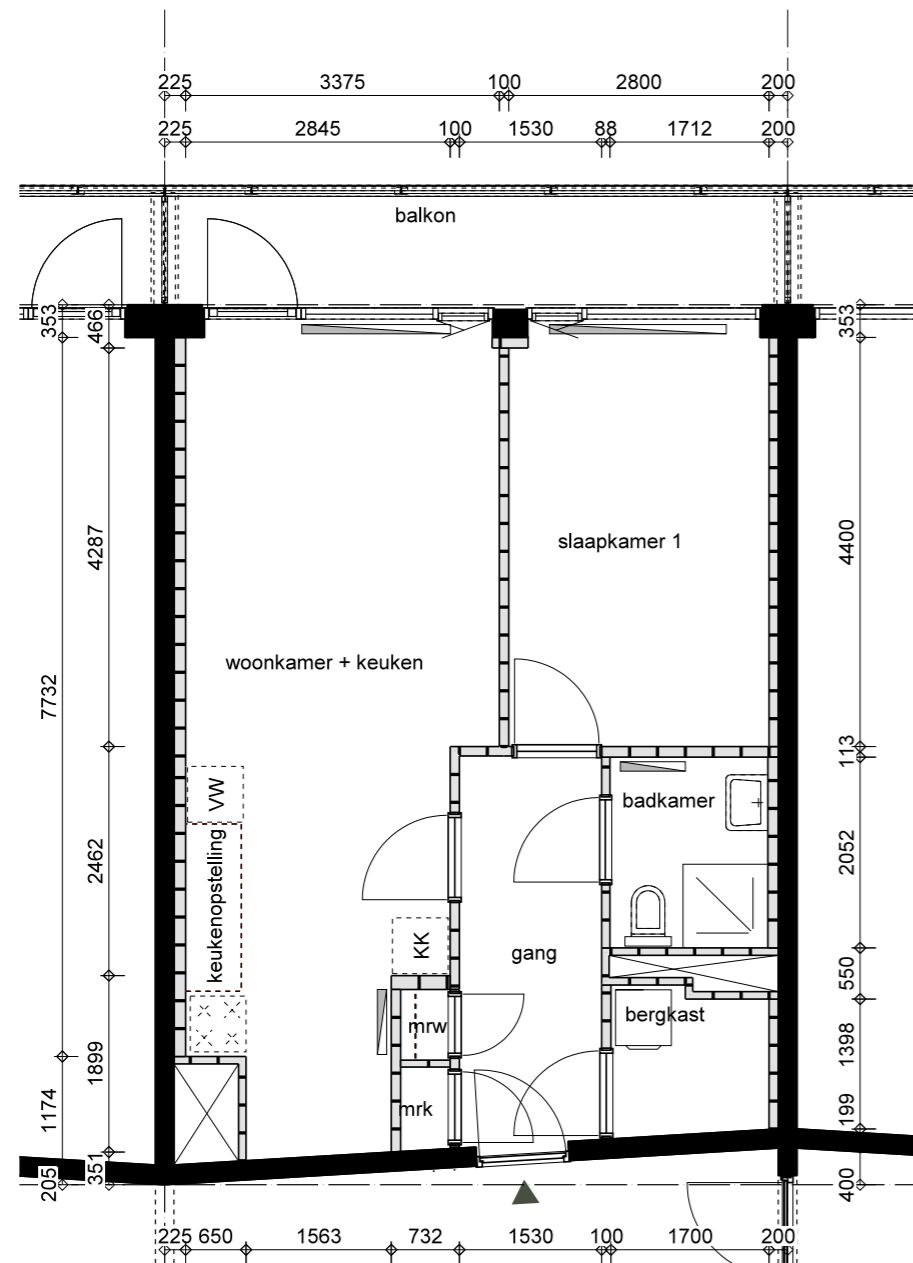 225 3375 100 2800 200
225 2845 100 1530 88 1712 200
balkon
353
466
353
4287
slaapkamer 1
4400
woonkamer + keuken
7732
113
VW
badkamer
2462
keukenopstelling
2052
KK
gang
550
mrw
bergkast
1899
1398
1174
mrk
199
351
205
400
225 650 1563 732 1530 100 1700 200